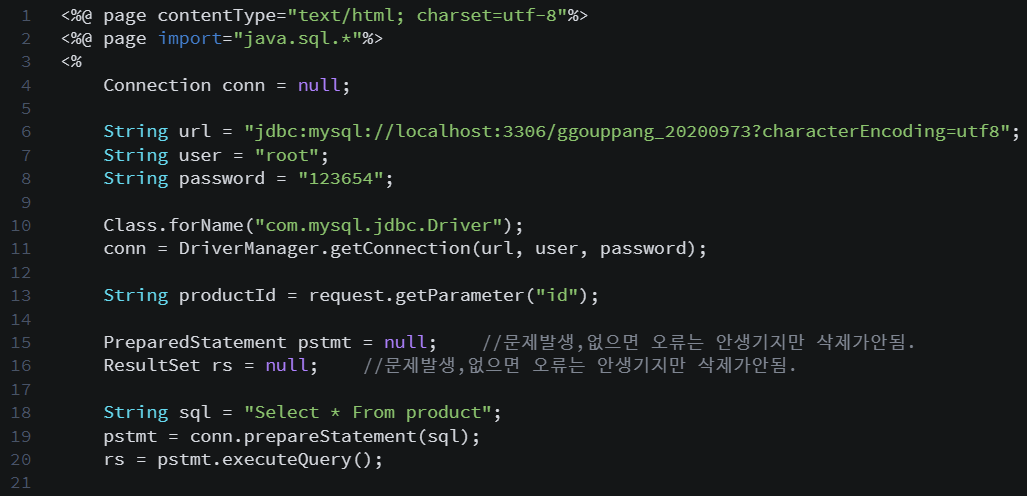 1 <%@ page contentType="text/html; charset=utf-8"%>
2 <%@ page import="java.sql.*"%>
3 <%
4     Connection conn = null;
5
6     String url = "jdbc:mysql://localhost:3306/ggouppang_20200973?characterEncoding=utf8";
7     String user = "root";
8     String password = "123654";
9
10     Class.forName("com.mysql.jdbc.Driver");
11     conn = DriverManager.getConnection(url, user, password);
12
13     String productId = request.getParameter("id");
14
15     PreparedStatement pstmt = null;    //문제발생,없으면 오류는 안생기지만 삭제가안됨.
16     ResultSet rs = null;    //문제발생,없으면 오류는 안생기지만 삭제가안됨.
17
18     String sql = "Select * From product";
19     pstmt = conn.prepareStatement(sql);
20     rs = pstmt.executeQuery();
21